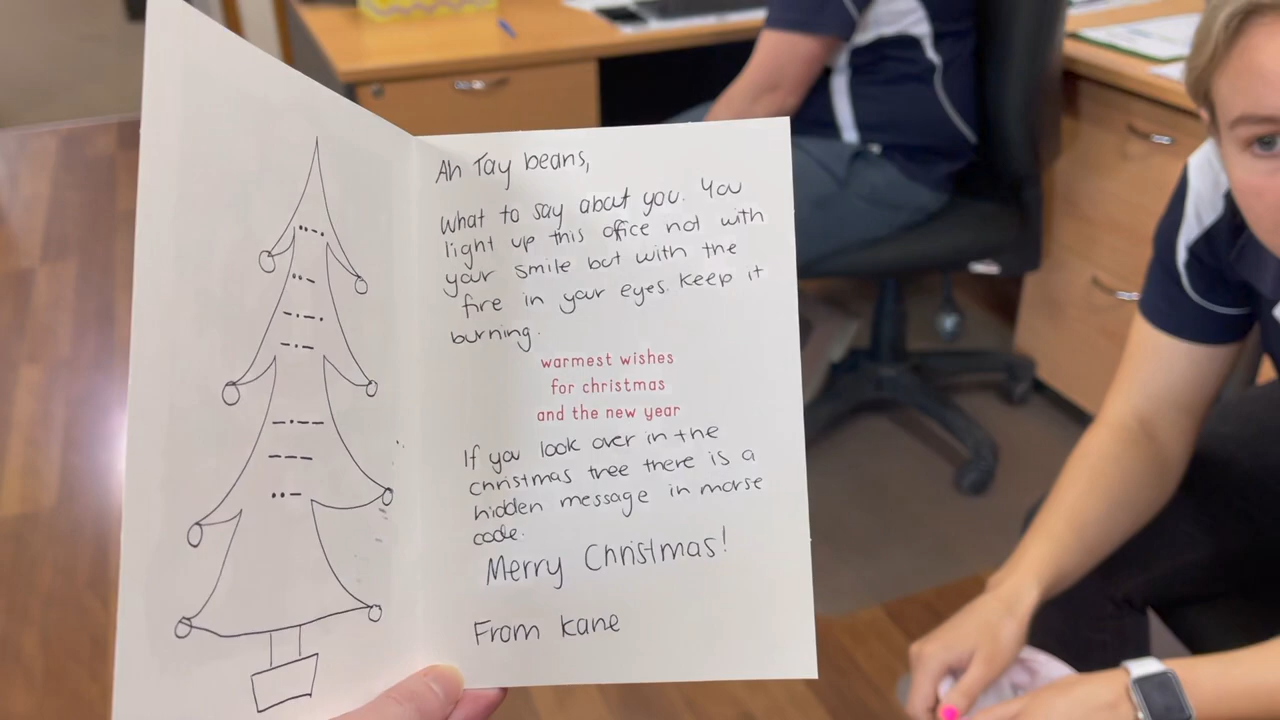 ··-·
··-
-·-·
-·-
-·--
---
··-
Ah Tay beans,
What to say about you. You
light up this office not with
your smile but with the
fire in your eyes. Keep it
burning.
warmest wishes
for christmas
and the new year
If you look over in the
christmas tree there is a
hidden message in morse
code.
Merry Christmas!
From Kane